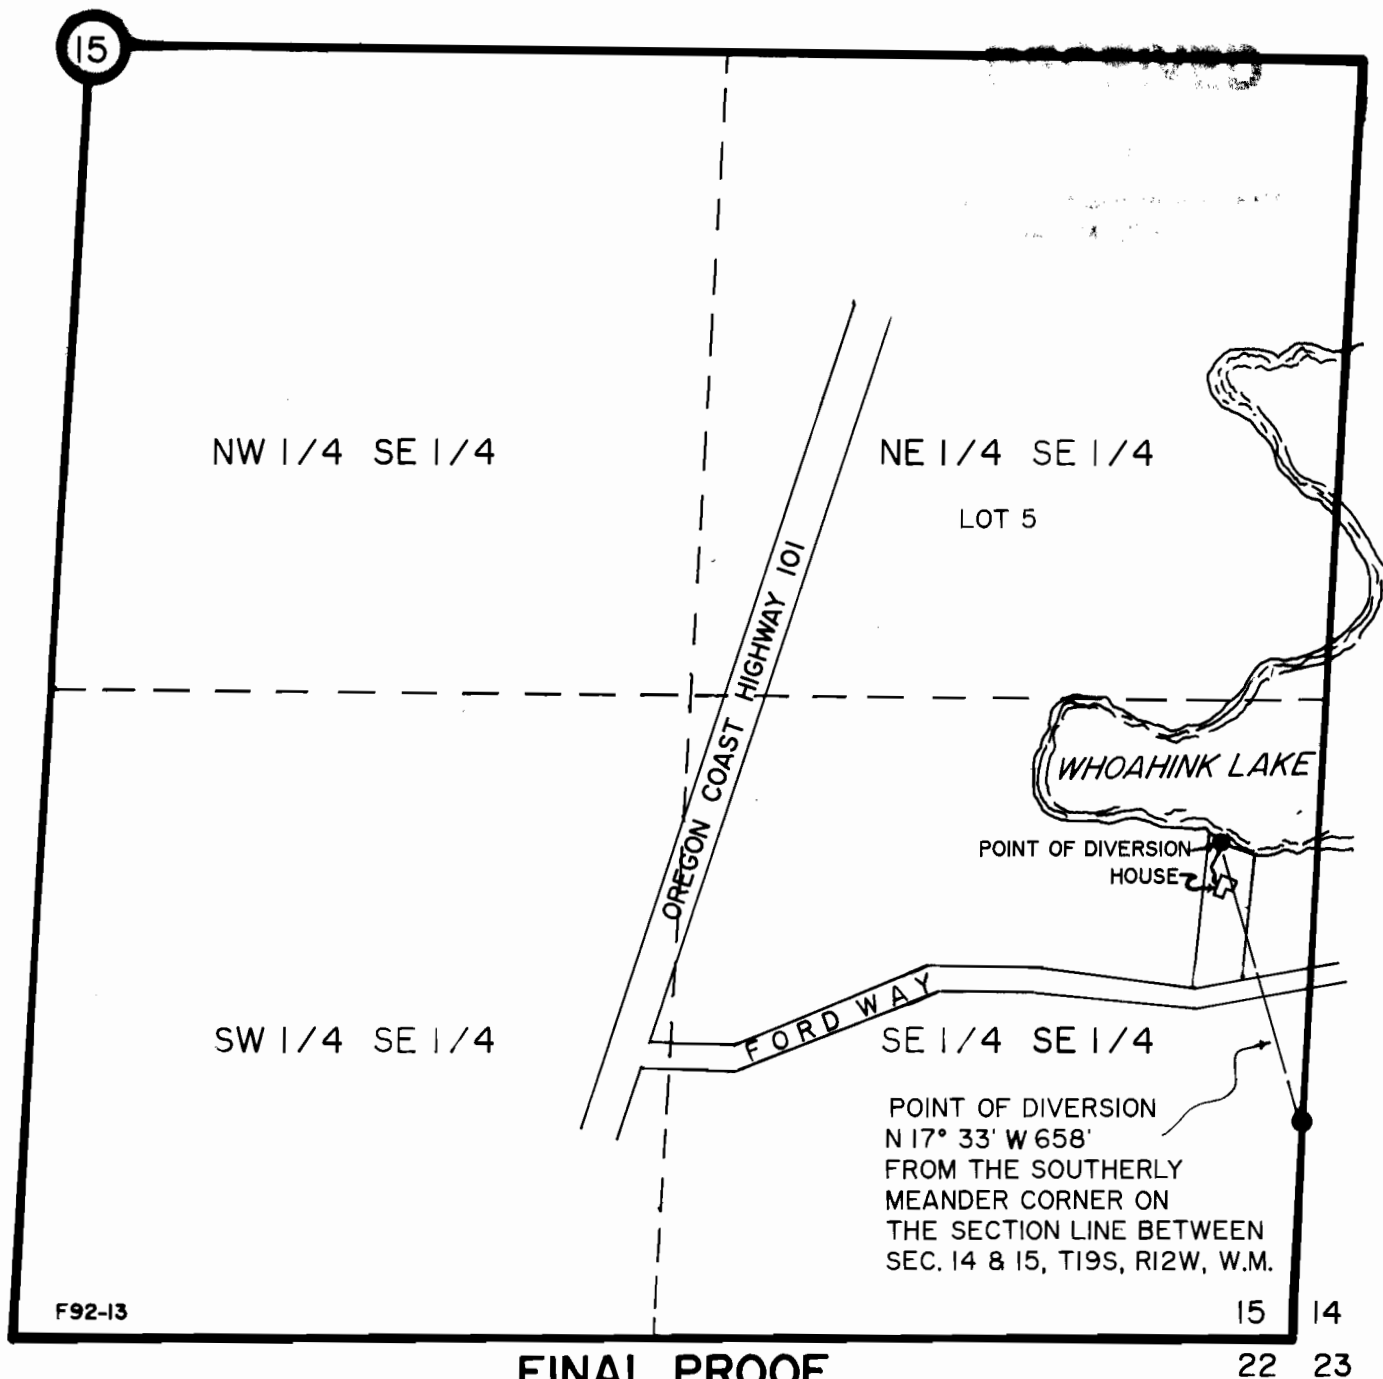 15
NW 1/4 SE 1/4
NE 1/4 SE 1/4
LOT 5
OREGON COAST HIGHWAY 101
WHOAHINK LAKE
POINT OF DIVERSION
HOUSE
FORD WAY
SW 1/4 SE 1/4
SE 1/4 SE 1/4
POINT OF DIVERSION
N 17° 33' W 658'
FROM THE SOUTHERLY
MEANDER CORNER ON
THE SECTION LINE BETWEEN
SEC. 14 & 15, T19S, R12W, W.M.
F92-13
15 14
22 23
FINAL PROOF